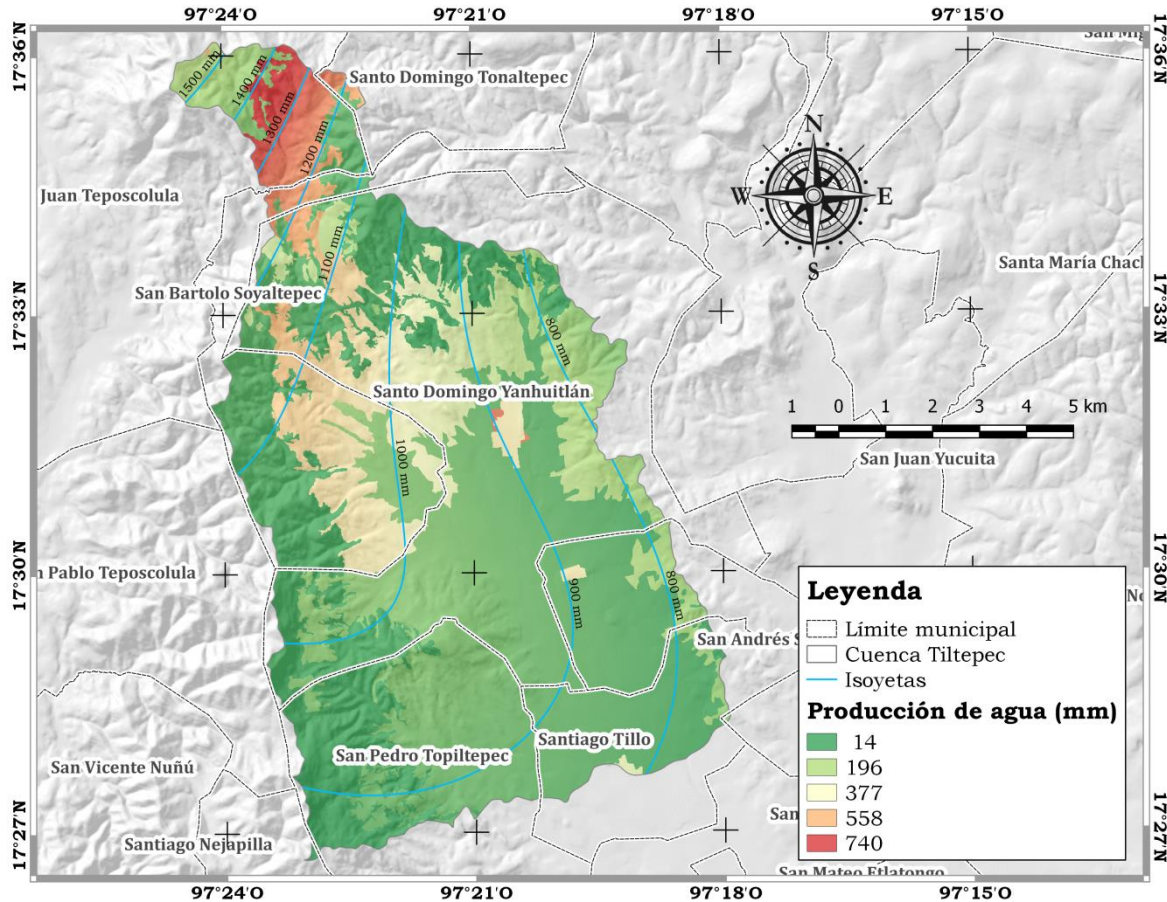 97°24'O 97°21'O 97°18'O 97°15'O
17°36'N 17°36'N
San Mig
1500 mm
1400 mm
Santo Domingo Tonaltepec
1300 mm
1200 mm
N
W E
S
Juan Teposcolula
1100 mm
Santa María Chach
San Bartolo Soyaltepec
17°33'N 17°33'N
800 mm
Santo Domingo Yanhuitlán
1 0 1 2 3 4 5 km
San Juan Yucuita
1000 mm
17°30'N 17°30'N
n Pablo Teposcolula
900 mm
800 mm
San Andrés S
No
Leyenda
Límite municipal
Cuenca Tiltepec
Isoyetas
Producción de agua (mm)
14
196
377
558
740
Santiago Tillo
San Pedro Topiltepec
San Vicente Nuñú
San
Santiago Nejapilla
17°27'N 17°27'N
San Mateo Etlatongo
97°24'O 97°21'O 97°18'O 97°15'O